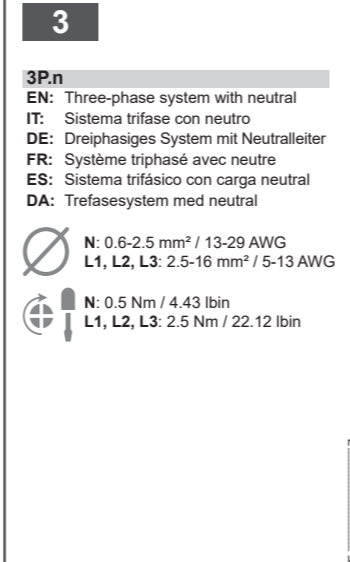 3
3P.n
EN: Three-phase system with neutral
IT: Sistema trifase con neutro
DE: Dreiphasiges System mit Neutralleiter
FR: Système triphasé avec neutre
ES: Sistema trifásico con carga neutral
DA: Trefasesystem med neutral
N: 0.6-2.5 mm² / 13-29 AWG
L1, L2, L3: 2.5-16 mm² / 5-13 AWG
N: 0.5 Nm / 4.43 lbin
L1, L2, L3: 2.5 Nm / 22.12 lbin